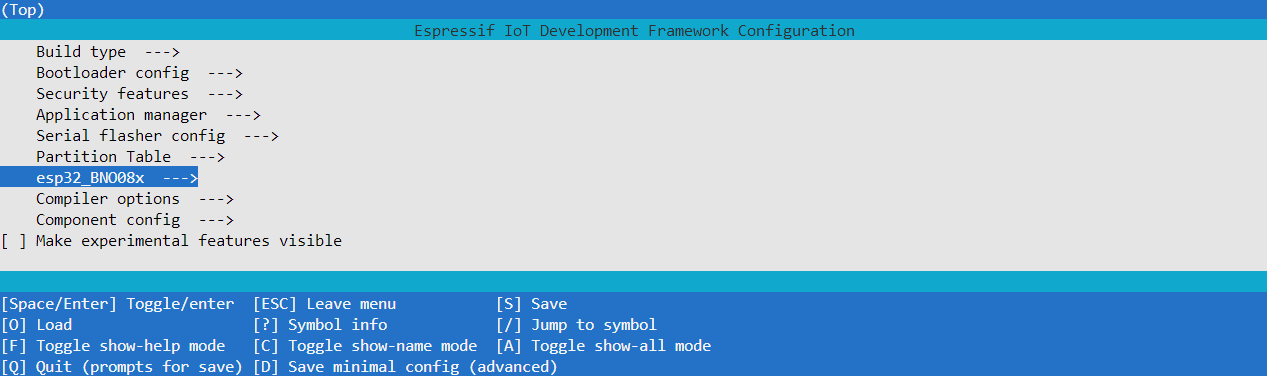 (Top)
Espressif IoT Development Framework Configuration
Build type  --->
Bootloader config  --->
Security features  --->
Application manager  --->
Serial flasher config  --->
Partition Table  --->
esp32_BNO08x  --->
Compiler options  --->
Component config  --->
[ ] Make experimental features visible
[Space/Enter] Toggle/enter  [ESC] Leave menu           [S] Save
[O] Load                    [?] Symbol info            [/] Jump to symbol
[F] Toggle show-help mode   [C] Toggle show-name mode  [A] Toggle show-all mode
[Q] Quit (prompts for save) [D] Save minimal config (advanced)